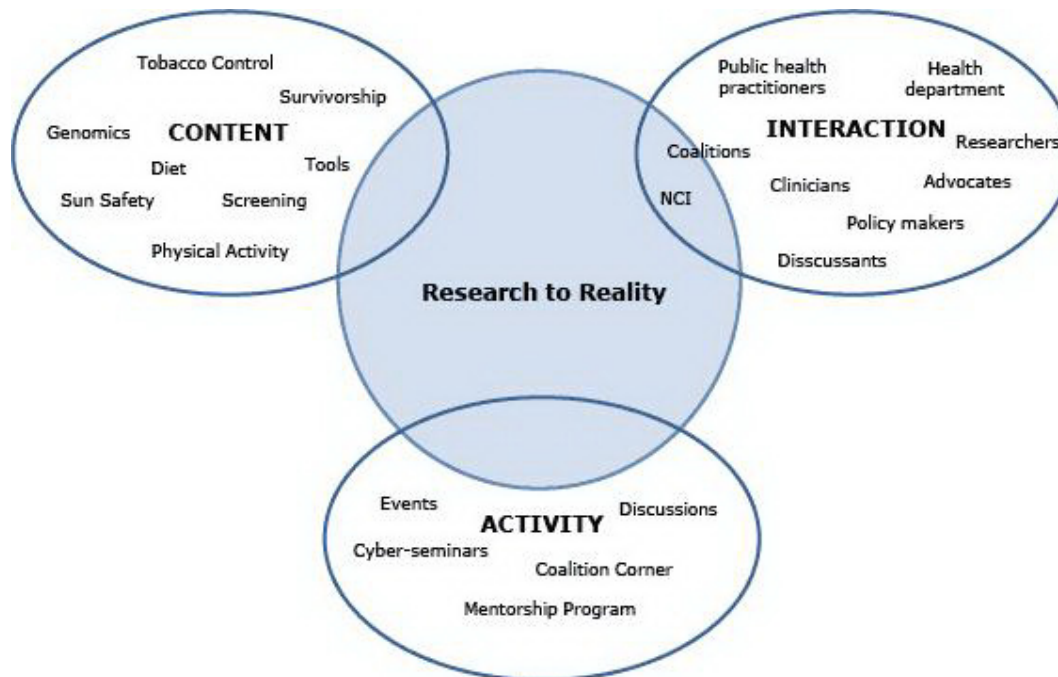 Tobacco Control
Survivorship
Genomics
CONTENT
Diet
Tools
Sun Safety
Screening
Physical Activity
Public health
practitioners
Health
department
INTERACTION
Researchers
Coalitions
Clinicians
Advocates
NCI
Policy makers
Disscussants
Research to Reality
Events
Discussions
ACTIVITY
Cyber-seminars
Coalition Corner
Mentorship Program